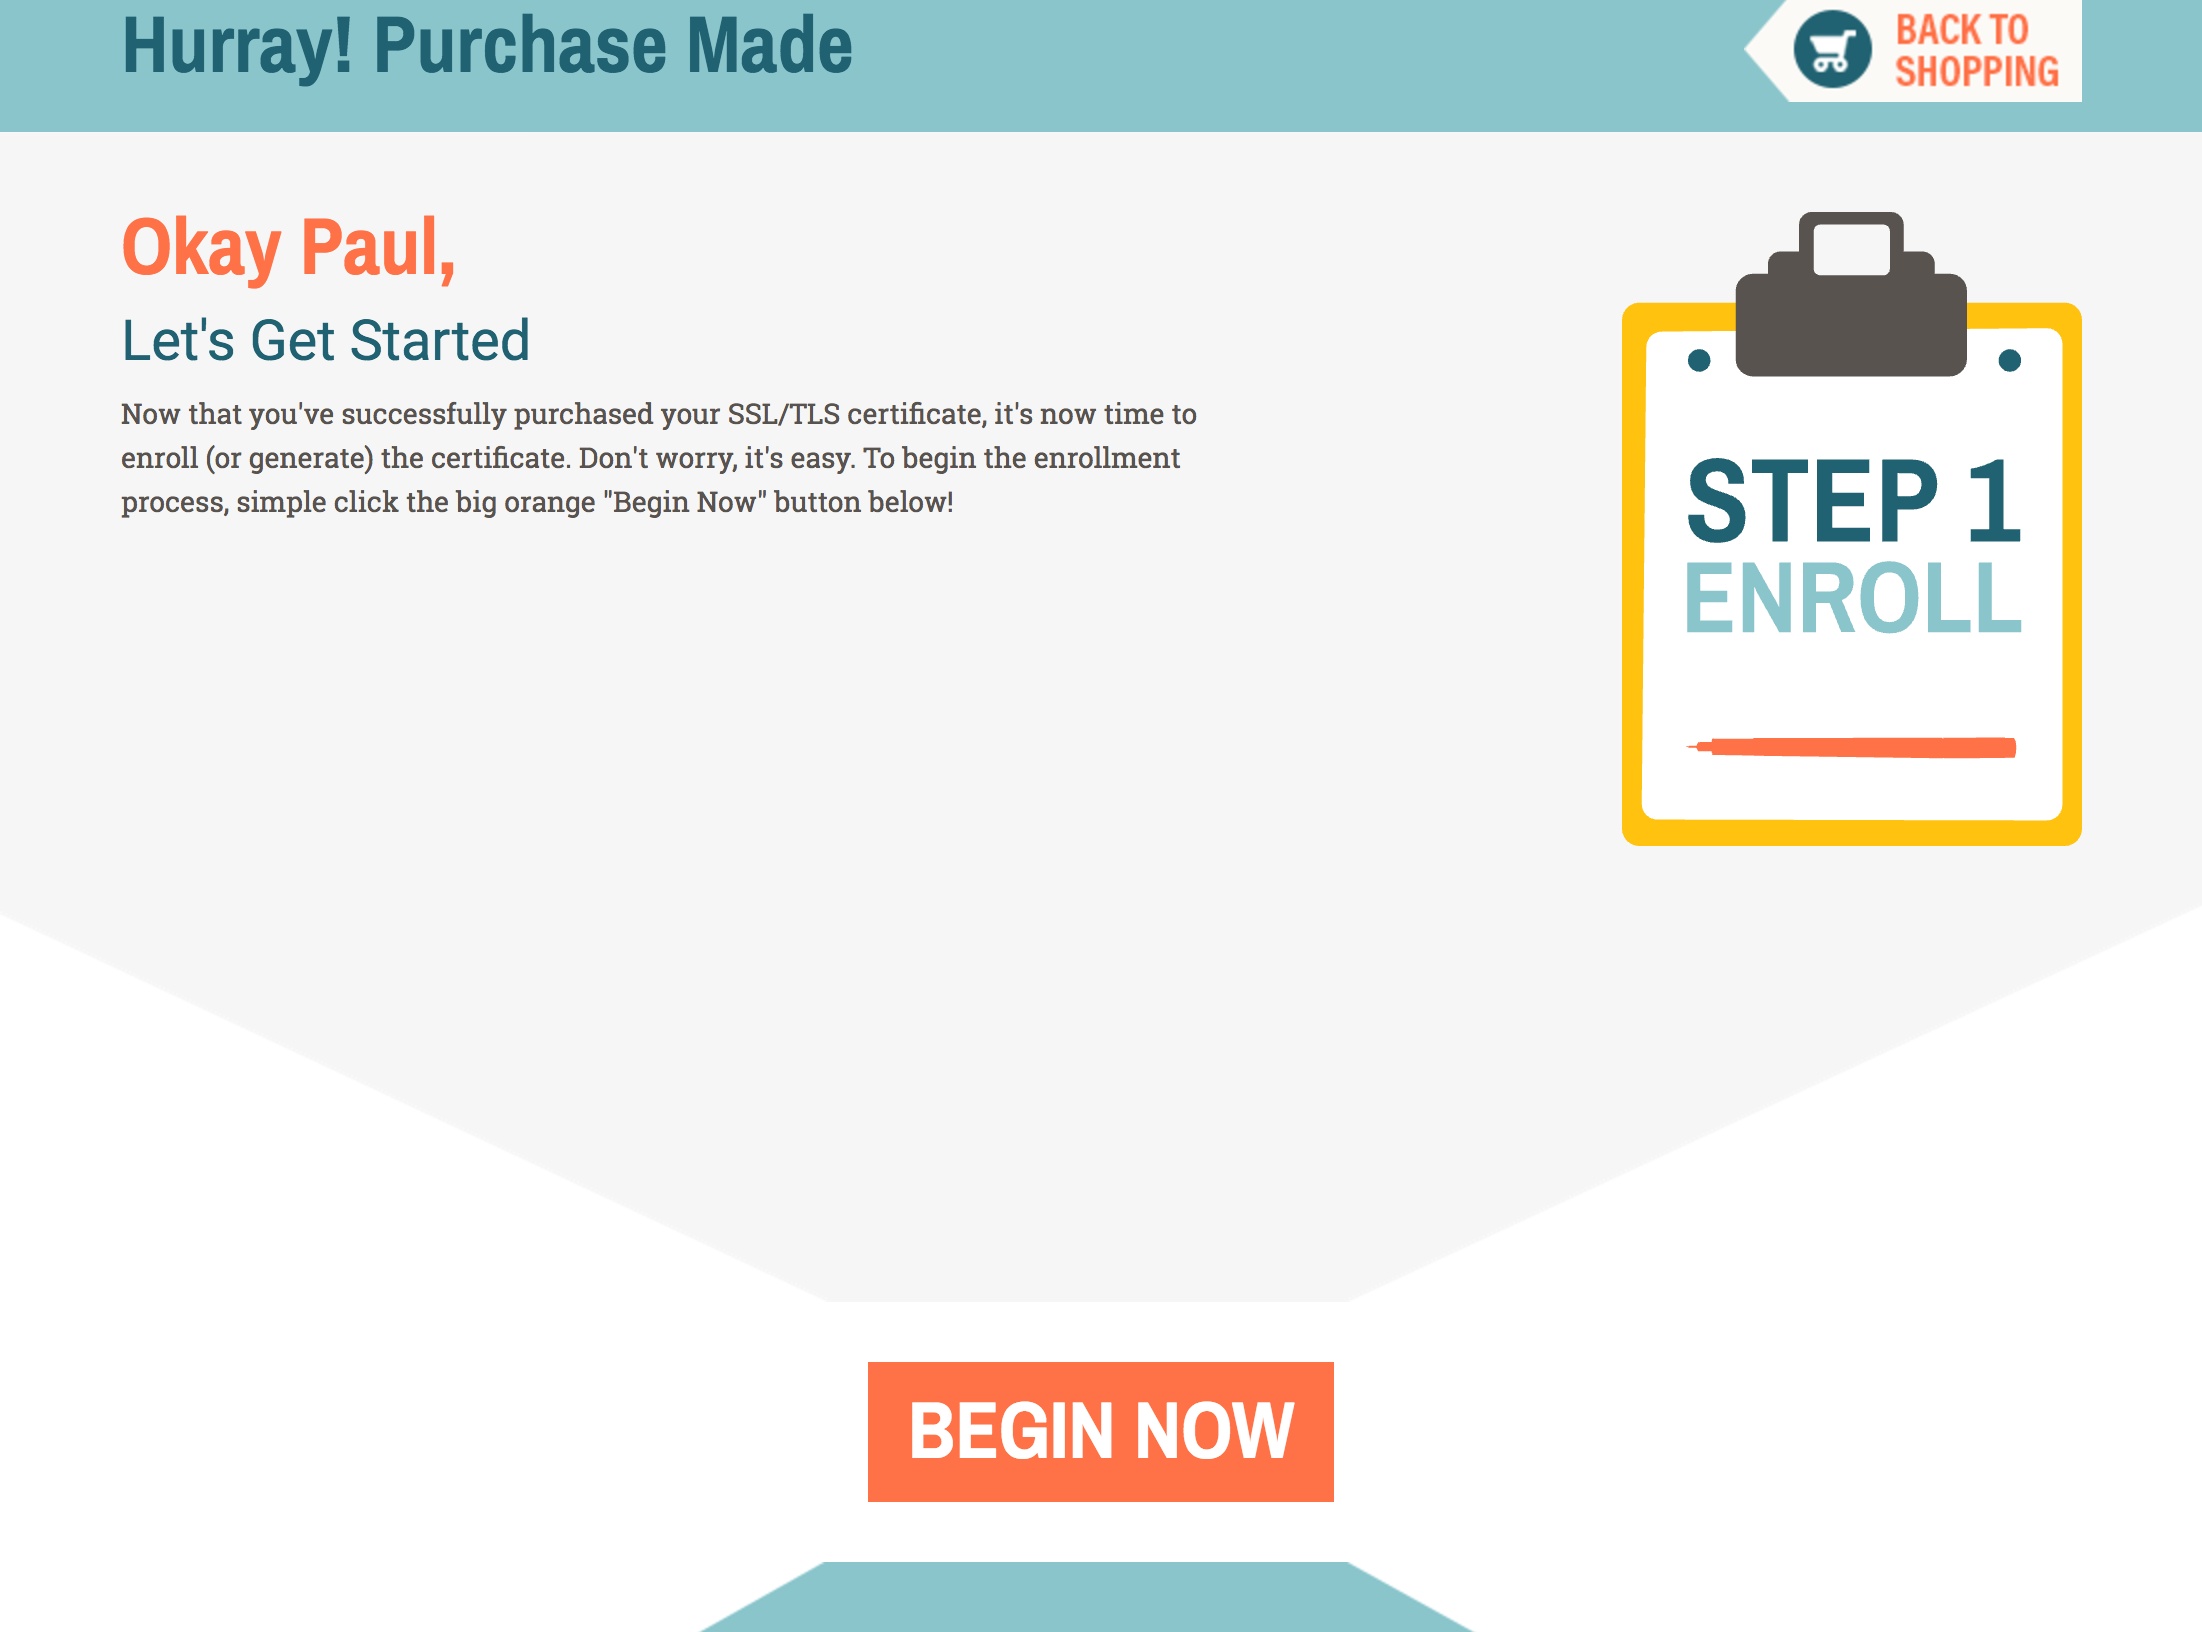 Hurray! Purchase Made
BACK TO
SHOPPING
Okay Paul,
Let's Get Started
Now that you've successfully purchased your SSL/TLS certificate, it's now time to
enroll (or generate) the certificate. Don't worry, it's easy. To begin the enrollment
process, simple click the big orange "Begin Now" button below!
STEP 1
ENROLL
BEGIN NOW